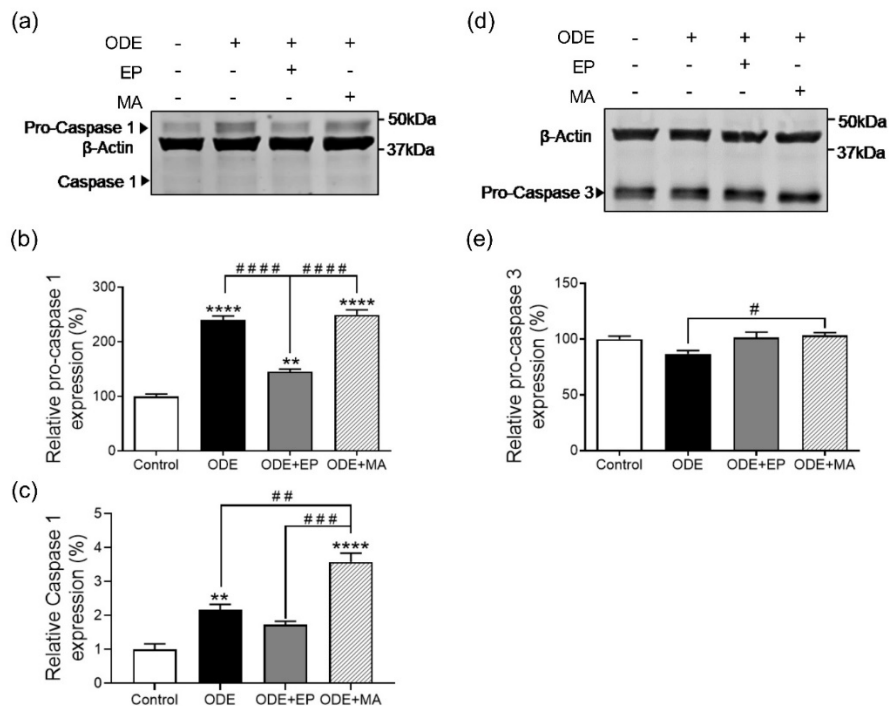 (a)
ODE - + + +
EP - - + -
MA - - - +
Pro-Caspase 1
β-Actin
Caspase 1
50kDa
37kDa
(d)
ODE - + + +
EP - - + -
MA - - - +
β-Actin
Pro-Caspase 3
50kDa
37kDa
(b)
Relative pro-caspase 1
expression (%)
300
200
100
0
####
####
****
**
****
Control
ODE
ODE+EP
ODE+MA
(e)
Relative pro-caspase 3
expression (%)
150
100
50
0
#
Control
ODE
ODE+EP
ODE+MA
(c)
Relative Caspase 1
expression (%)
5
4
3
2
1
0
##
###
**
****
Control
ODE
ODE+EP
ODE+MA